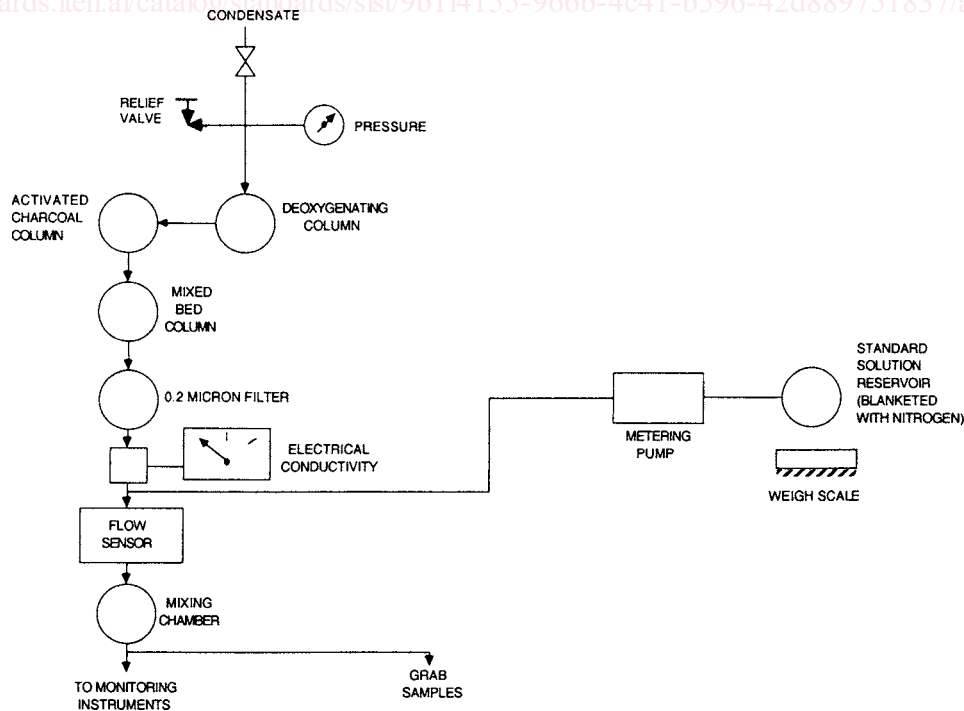 CONDENSATE
RELIEF
VALVE
PRESSURE
ACTIVATED
CHARCOAL
COLUMN
DEOXYGENATING
COLUMN
MIXED
BED
COLUMN
0.2 MICRON FILTER
ELECTRICAL
CONDUCTIVITY
FLOW
SENSOR
MIXING
CHAMBER
TO MONITORING
INSTRUMENTS
GRAB
SAMPLES
METERING
PUMP
STANDARD
SOLUTION
RESERVOIR
(BLANKETED
WITH NITROGEN)
WEIGH SCALE